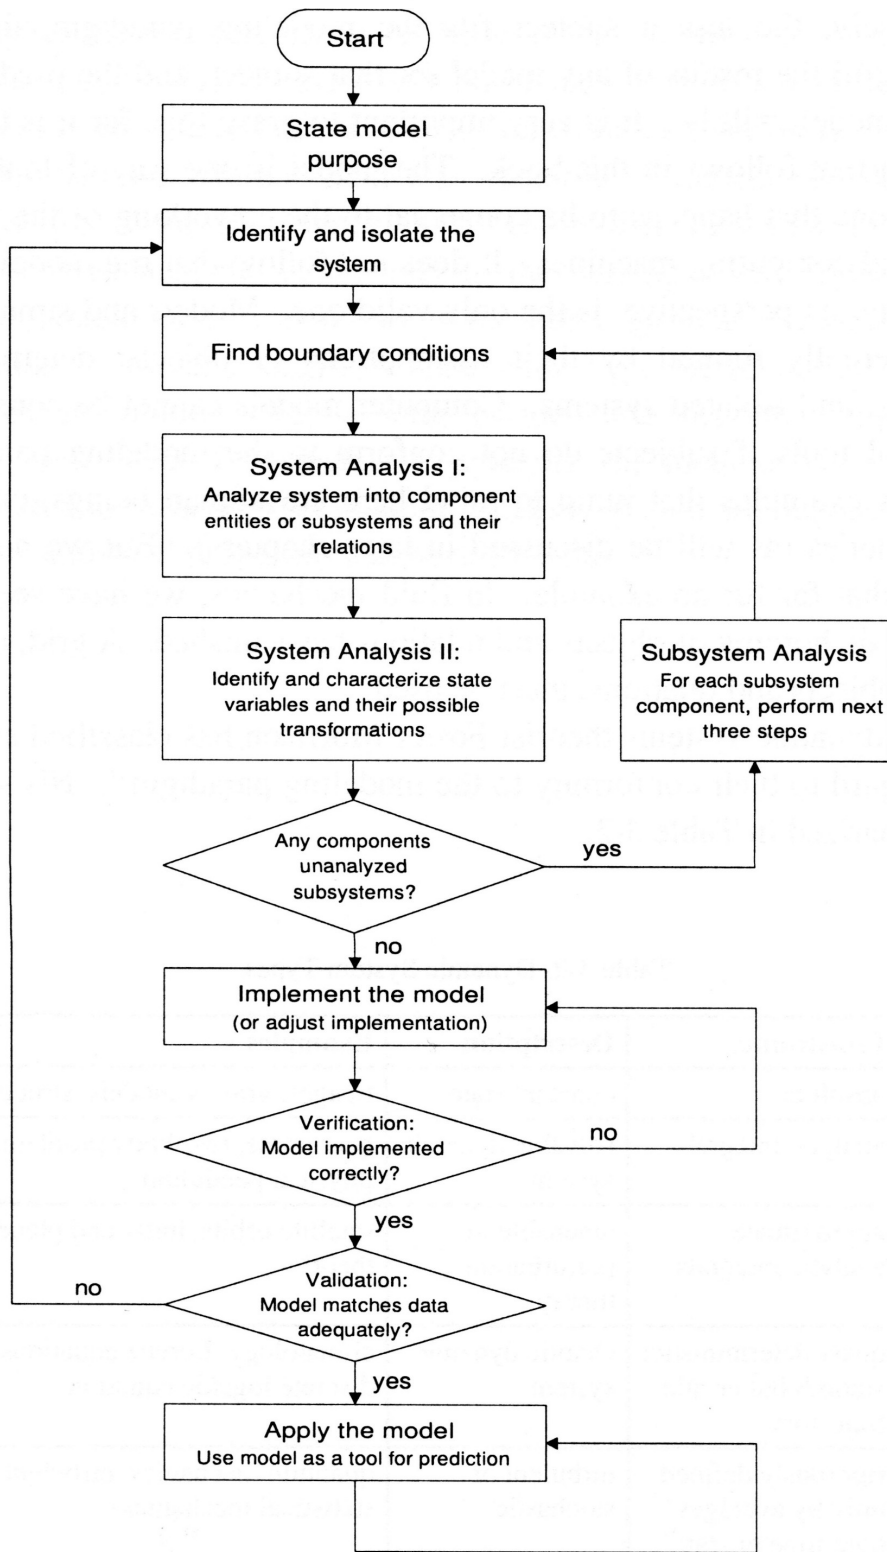 Start
State model
purpose
Identify and isolate the
system
Find boundary conditions
System Analysis I:
Analyze system into component
entities or subsystems and their
relations
System Analysis II:
Identify and characterize state
variables and their possible
transformations
Subsystem Analysis
For each subsystem
component, perform next
three steps
Any components
unanalyzed
subsystems?
yes
no
Implement the model
(or adjust implementation)
Verification:
Model implemented
correctly?
no
yes
Validation:
Model matches data
adequately?
no
yes
Apply the model
Use model as a tool for prediction